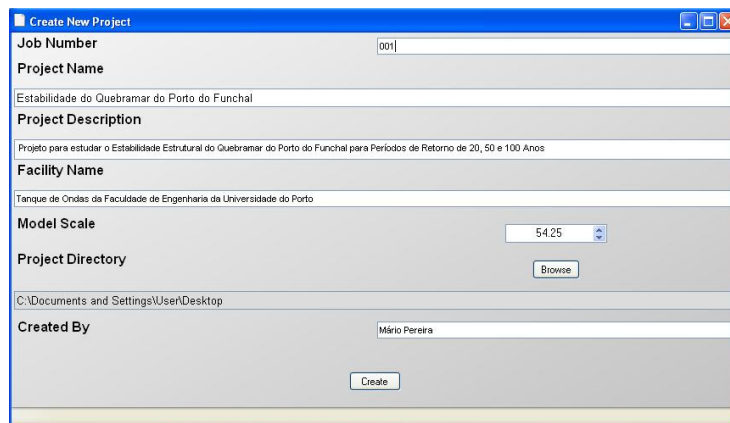 Create New Project
Job Number
001
Project Name
Estabilidade do Quebramar do Porto do Funchal
Project Description
Projeto para estudar o Estabilidade Estrutural do Quebramar do Porto do Funchal para Períodos de Retorno de 20, 50 e 100 Anos
Facility Name
Tanque de Ondas da Faculdade de Engenharia da Universidade do Porto
Model Scale
54.25
Project Directory
Browse
C:\Documents and Settings\User\Desktop
Created By
Mário Pereira
Create